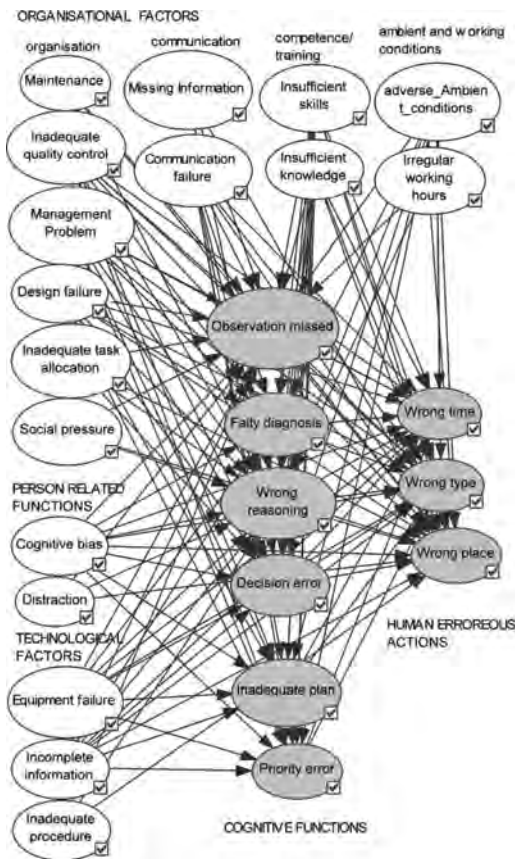 ORGANISATIONAL FACTORS
organisation
communication
competence/
training
ambient and working
conditions
Maintenance
Missing Information
Insufficient
skills
adverse_Ambien
t_conditions
Inadequate
quality control
Communication
failure
Insufficient
knowledge
Irregular
working
hours
Management
Problem
Design failure
Observation missed
Inadequate task
allocation
Social pressure
Falty diagnosis
Wrong time
Wrong type
PERSON RELATED
FUNCTIONS
Wrong
reasoning
Cognitive bias
Wrong place
Distraction
Decision error
HUMAN ERROREOUS
ACTIONS
TECHNOLOGICAL
FACTORS
Equipment failure
Inadequate plan
Incomplete
information
Priority error
Inadequate
procedure
COGNITIVE FUNCTIONS